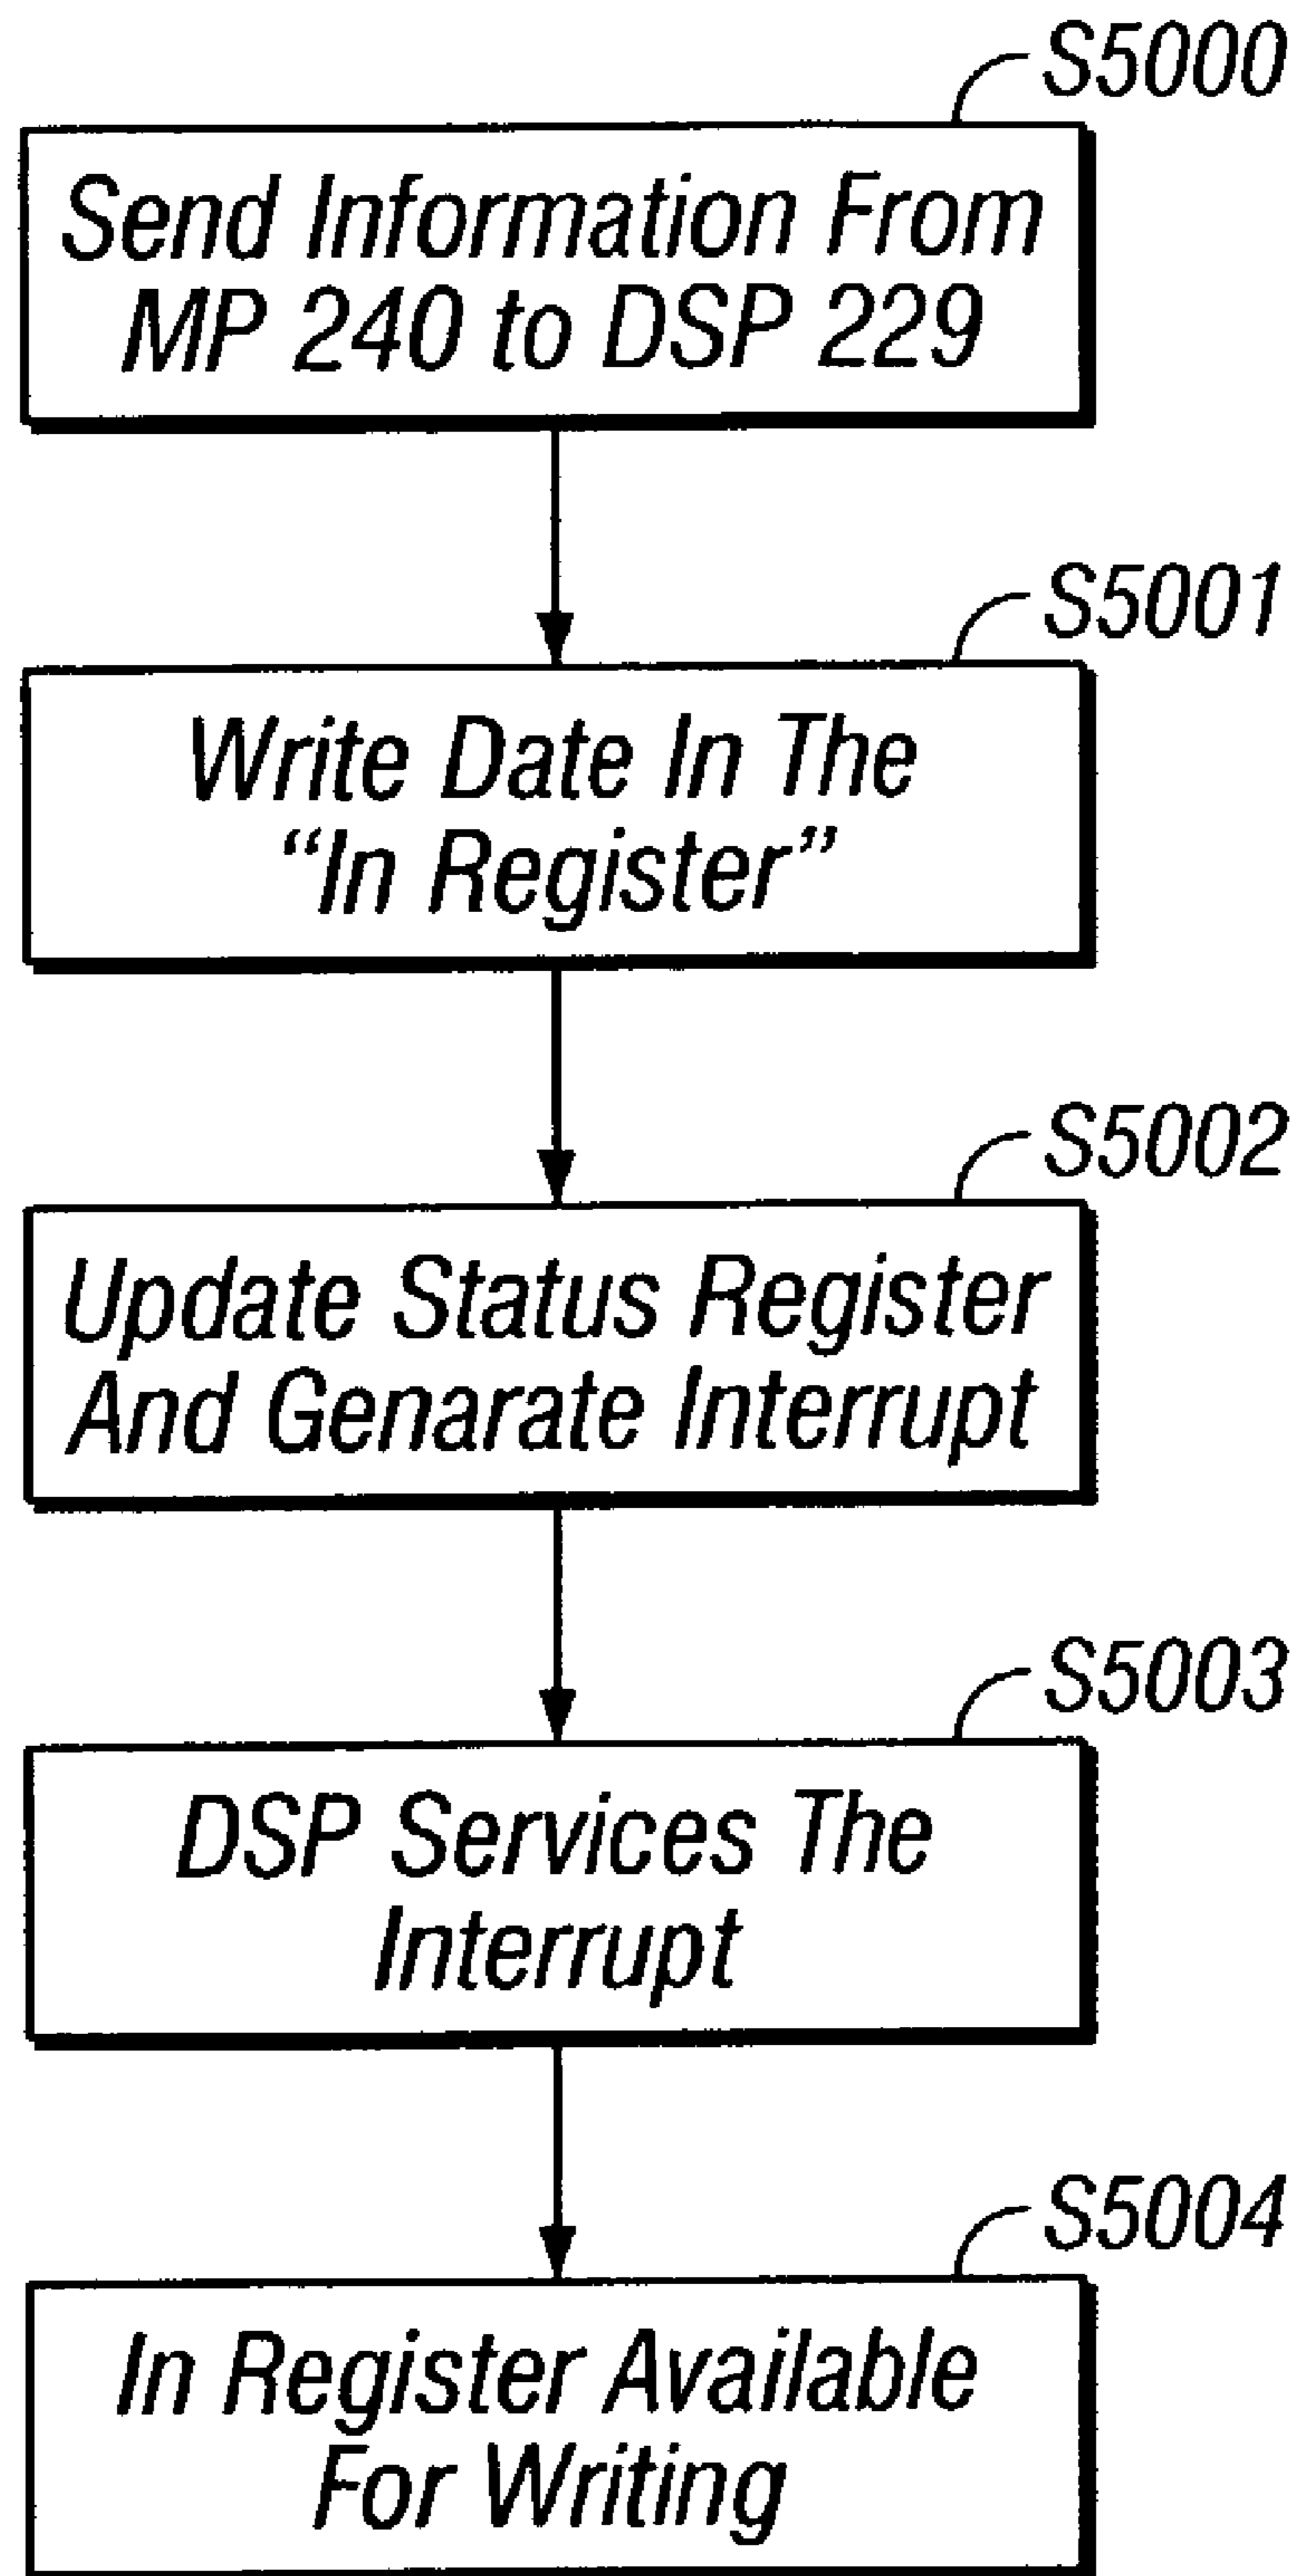 S5000
Send Information From
MP 240 to DSP 229
S5001
Write Date In The
“In Register”
S5002
Update Status Register
And Genarate Interrupt
S5003
DSP Services The
Interrupt
S5004
In Register Available
For Writing